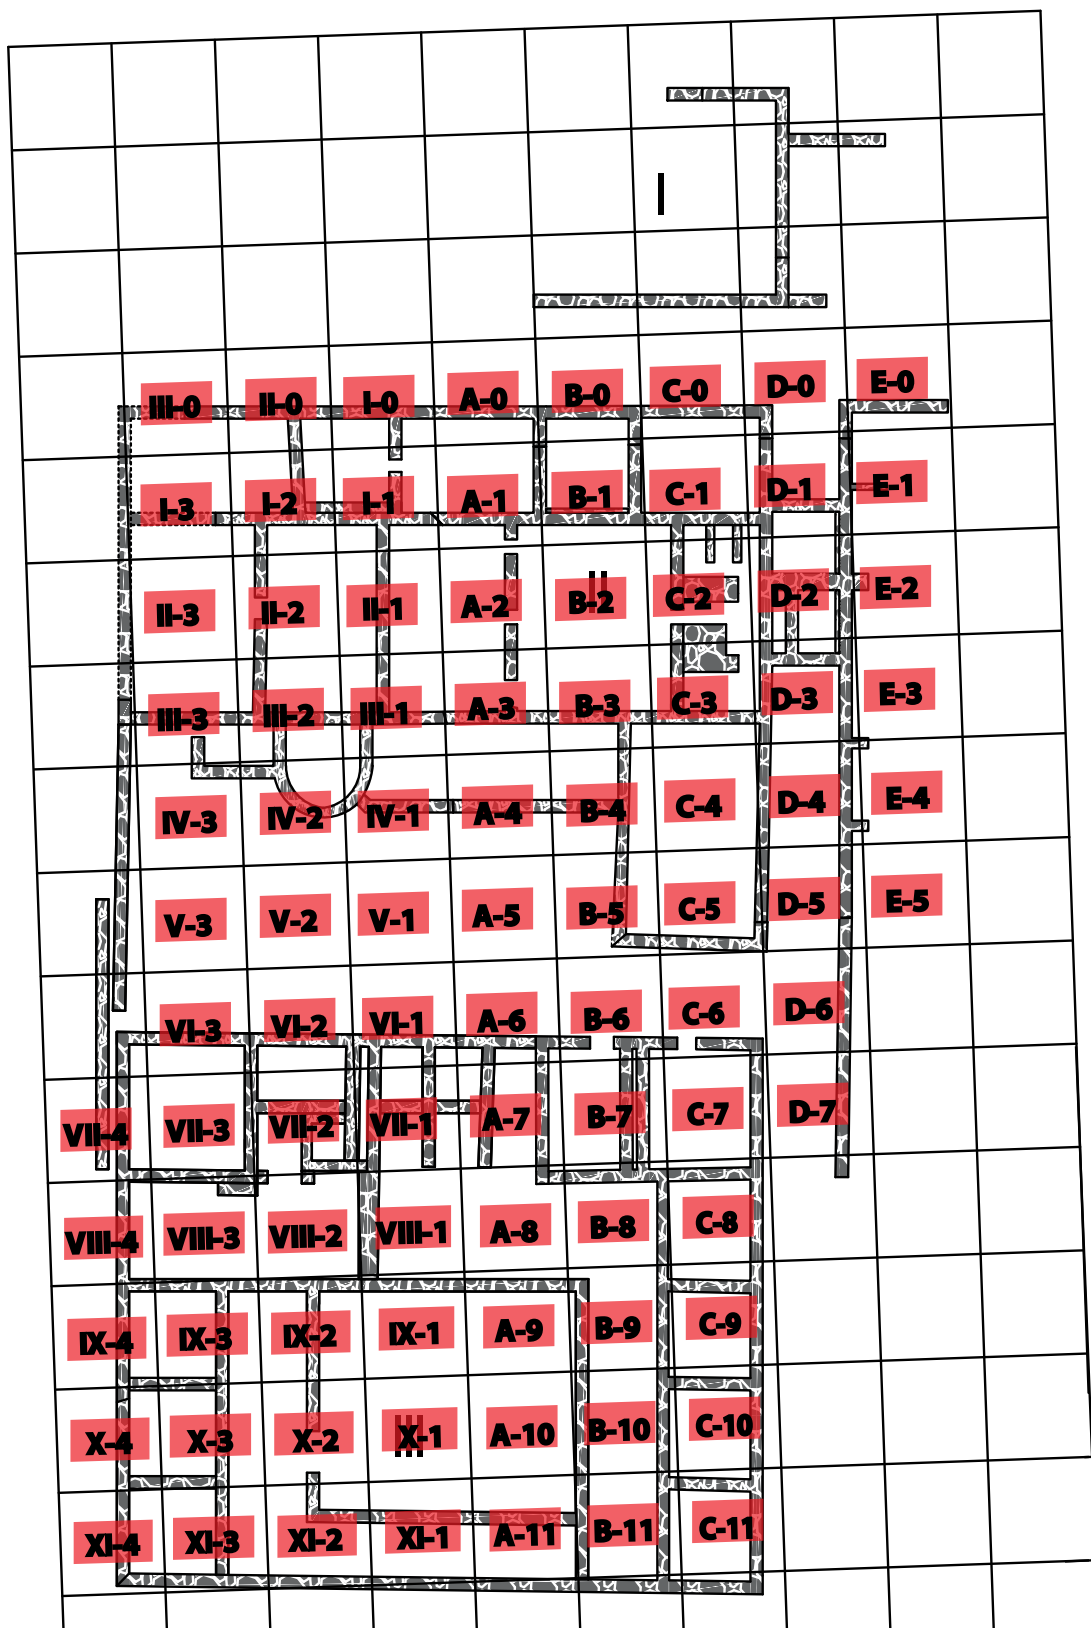 I
III-0 II-0 I-0 A-0 B-0 C-0 D-0 E-0
I-3 I-2 I-1 A-1 B-1 C-1 D-1 E-1
II
II-3 II-2 II-1 A-2 B-2 C-2 D-2 E-2
III-3 III-2 III-1 A-3 B-3 C-3 D-3 E-3
IV-3 IV-2 IV-1 A-4 B-4 C-4 D-4 E-4
V-3 V-2 V-1 A-5 B-5 C-5 D-5 E-5
VI-3 VI-2 VI-1 A-6 B-6 C-6 D-6
VII-4 VII-3 VII-2 VII-1 A-7 B-7 C-7 D-7
VIII-4 VIII-3 VIII-2 VIII-1 A-8 B-8 C-8
IX-4 IX-3 IX-2 IX-1 A-9 B-9 C-9
III
X-4 X-3 X-2 X-1 A-10 B-10 C-10
XI-4 XI-3 XI-2 XI-1 A-11 B-11 C-11